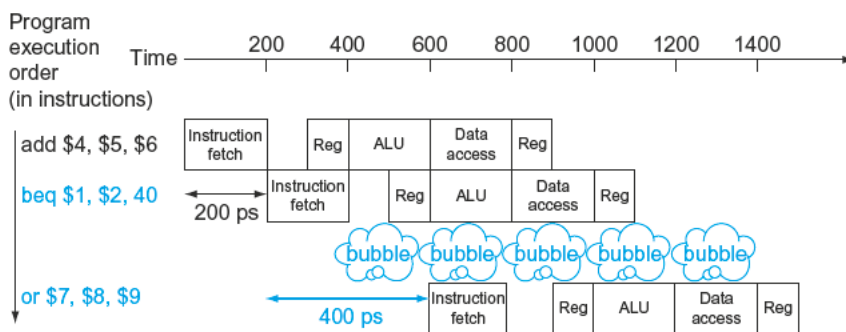 Program
execution
order
(in instructions)
Time
200 400 600 800 1000 1200 1400
add $4, $5, $6
Instruction
fetch
Reg
ALU
Data
access
Reg
beq $1, $2, 40
200 ps
Instruction
fetch
Reg
ALU
Data
access
Reg
bubble bubble bubble bubble bubble
or $7, $8, $9
400 ps
Instruction
fetch
Reg
ALU
Data
access
Reg